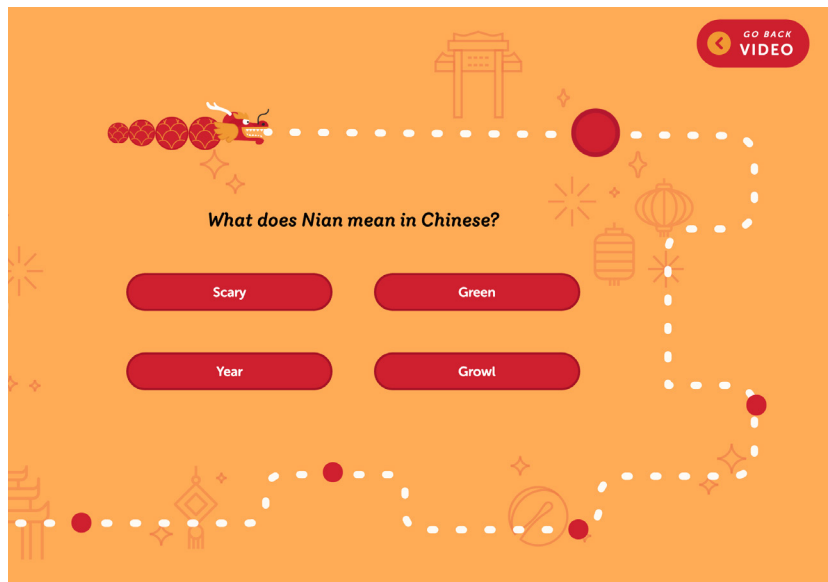 GO BACK
VIDEO
What does Nian mean in Chinese?
Scary
Green
Year
Growl